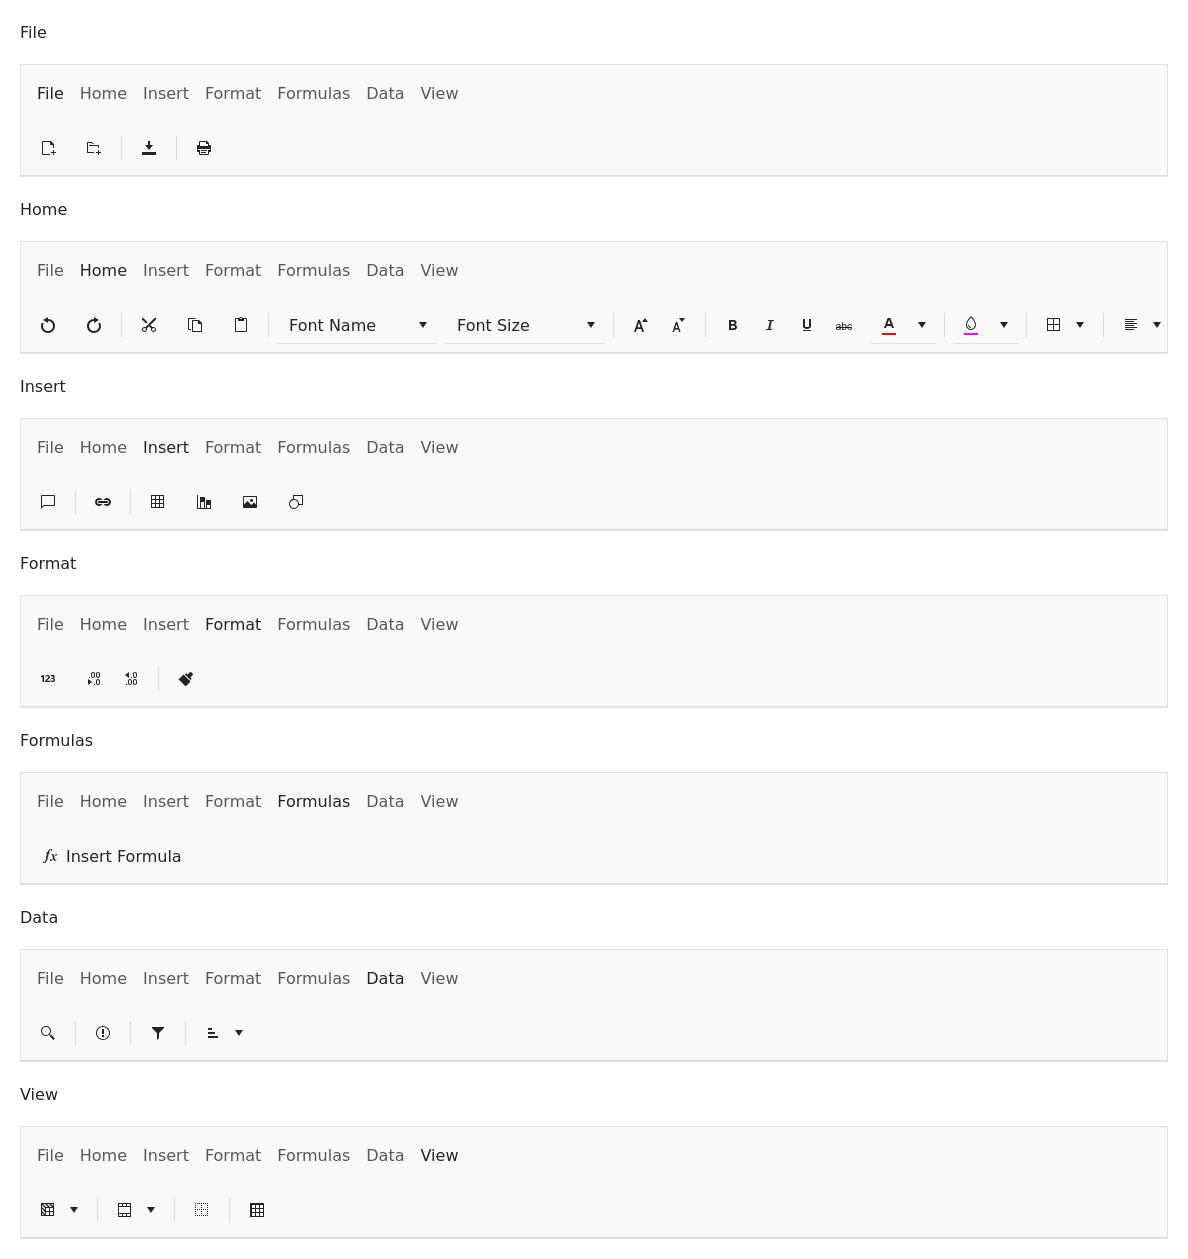 File
File Home Insert Format Formulas Data View
Home
File Home Insert Format Formulas Data View
Font Name Font Size A A B I U abc A
Insert
File Home Insert Format Formulas Data View
Format
File Home Insert Format Formulas Data View
123 .00 .0 .0 .00
Formulas
File Home Insert Format Formulas Data View
fx Insert Formula
Data
File Home Insert Format Formulas Data View
View
File Home Insert Format Formulas Data View